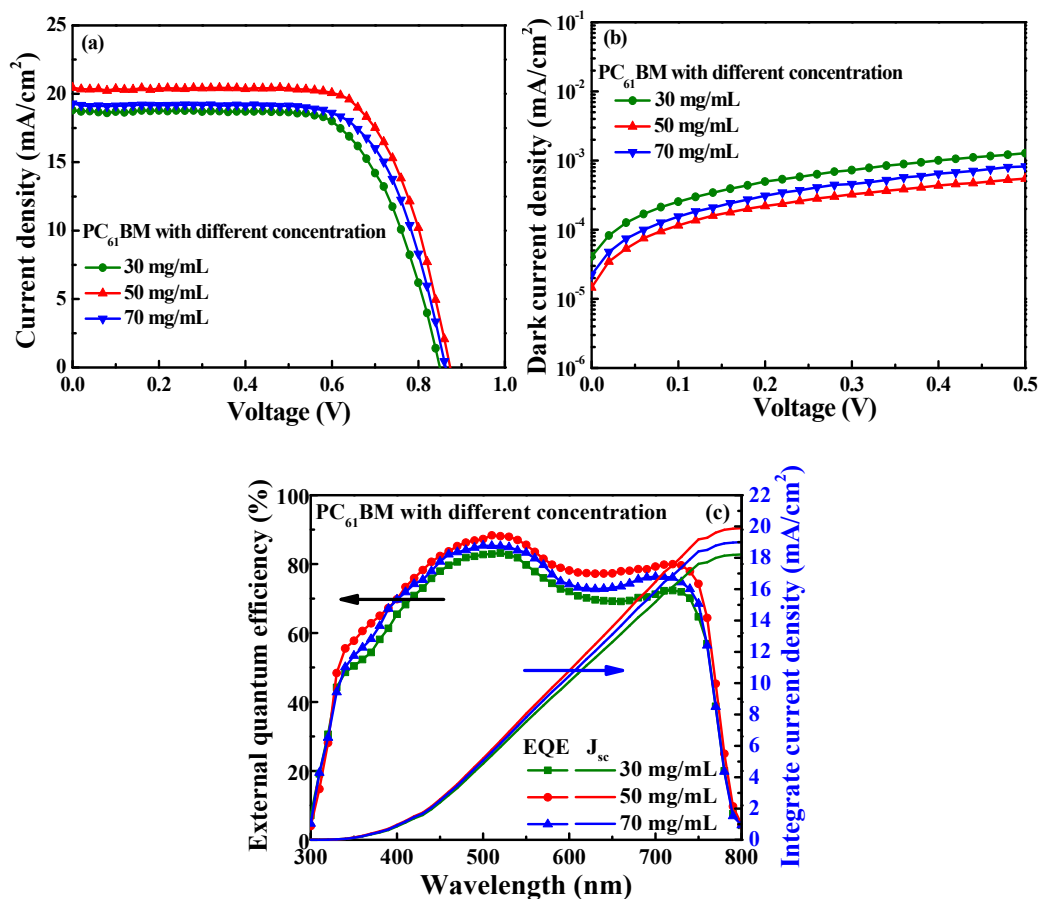 (a)
PC61BM with different concentration
30 mg/mL
50 mg/mL
70 mg/mL
Current density (mA/cm2)
25
20
15
10
5
0
0.0 0.2 0.4 0.6 0.8 1.0
Voltage (V)
(b)
PC61BM with different concentration
30 mg/mL
50 mg/mL
70 mg/mL
Dark current density (mA/cm2)
10-1
10-2
10-3
10-4
10-5
10-6
0.0 0.1 0.2 0.3 0.4 0.5
Voltage (V)
PC61BM with different concentration (c)
External quantum efficiency (%)
100
80
60
40
20
0
EQE Jsc
30 mg/mL
50 mg/mL
70 mg/mL
300 400 500 600 700 800
Wavelength (nm)
22
20
18
16
14
12
10
8
6
4
2
0
Integrate current density (mA/cm2)